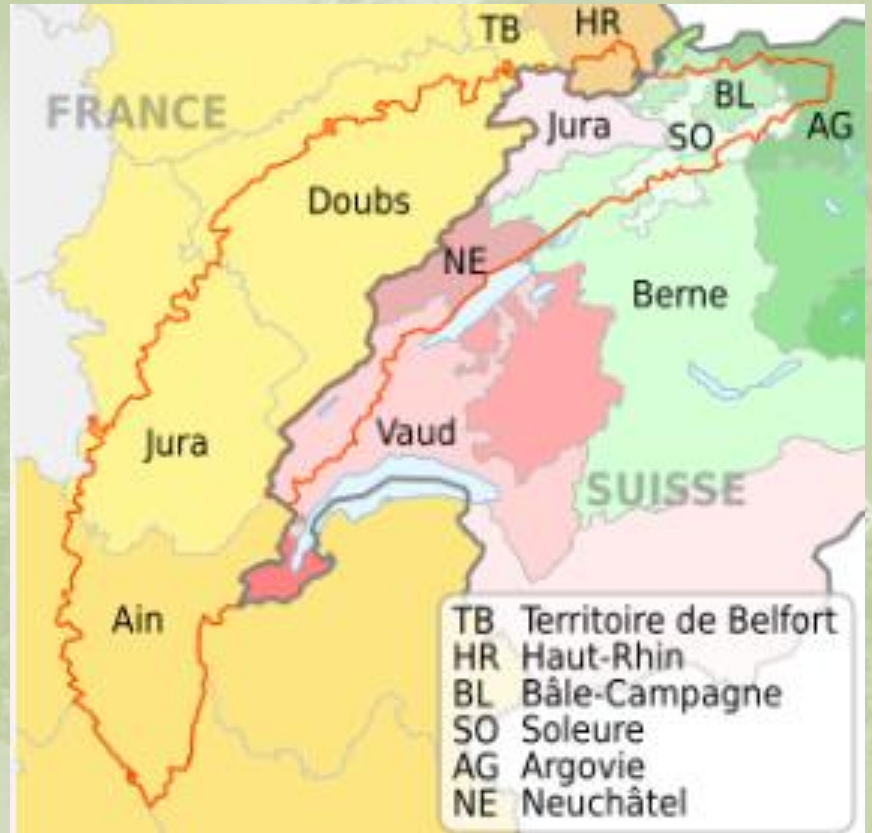 TB HR
FRANCE
BL
Jura
SO
AG
Doubs
NE
Berne
Jura
Vaud
SUISSE
Ain
TB Territoire de Belfort
HR Haut-Rhin
BL Bâle-Campagne
SO Soleure
AG Argovie
NE Neuchâtel